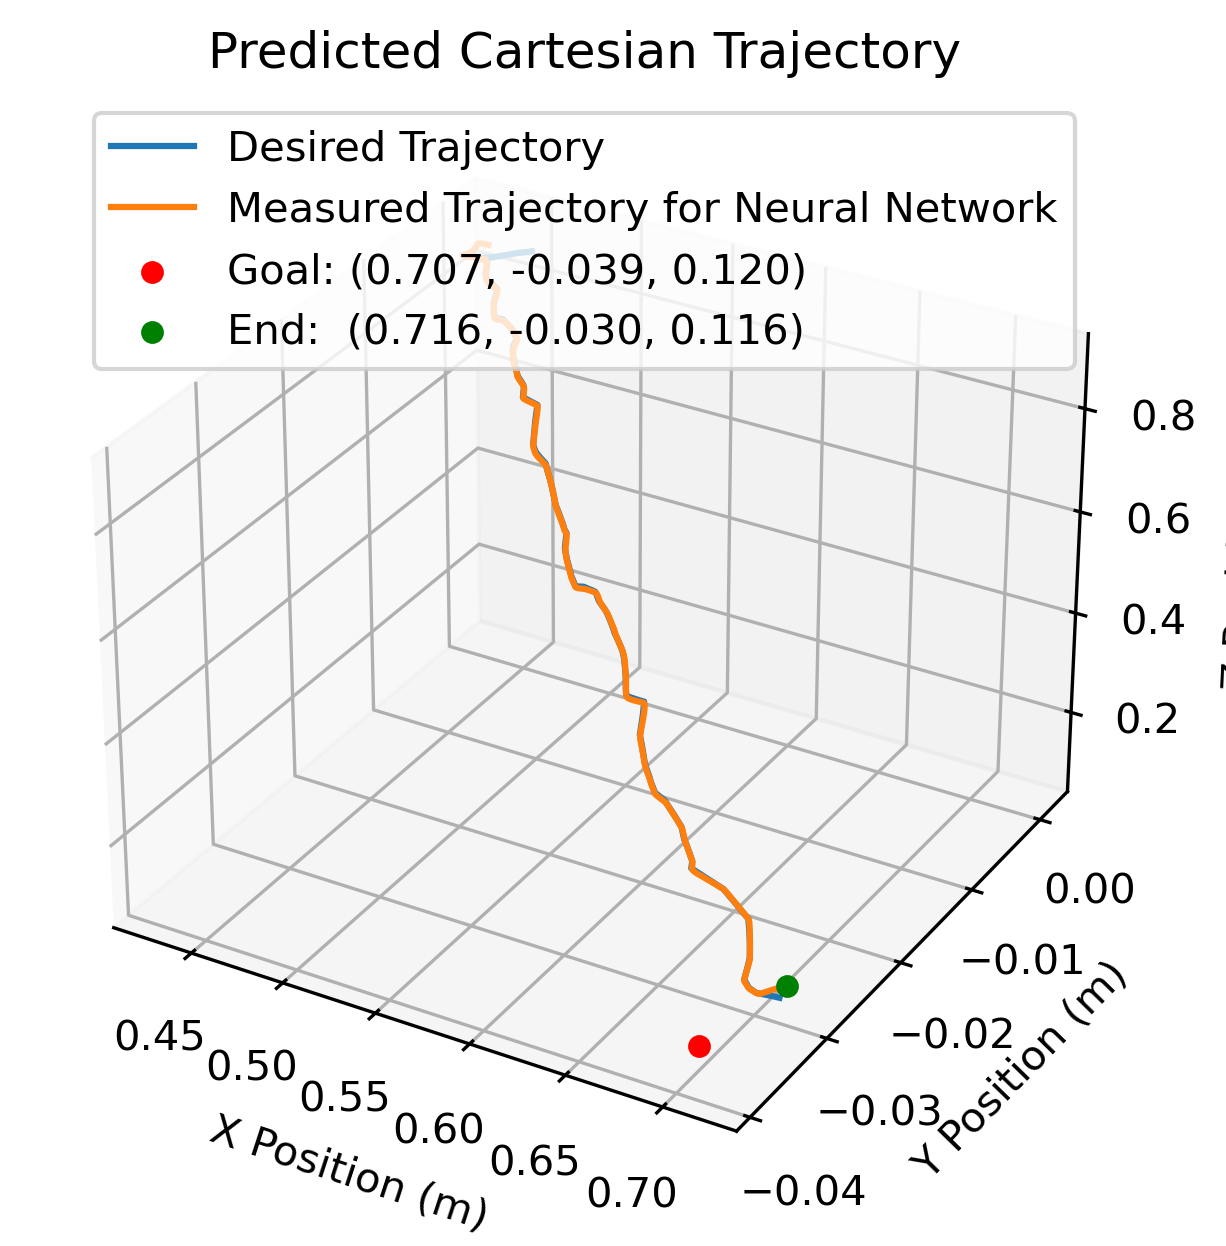 Predicted Cartesian Trajectory
Desired Trajectory
Measured Trajectory for Neural Network
Goal: (0.707, -0.039, 0.120)
End:  (0.716, -0.030, 0.116)
0.8
0.6
0.4
0.2
0.00
−0.01
−0.02
−0.03
−0.04
Y Position (m)
0.45
0.50
0.55
0.60
0.65
0.70
X Position (m)